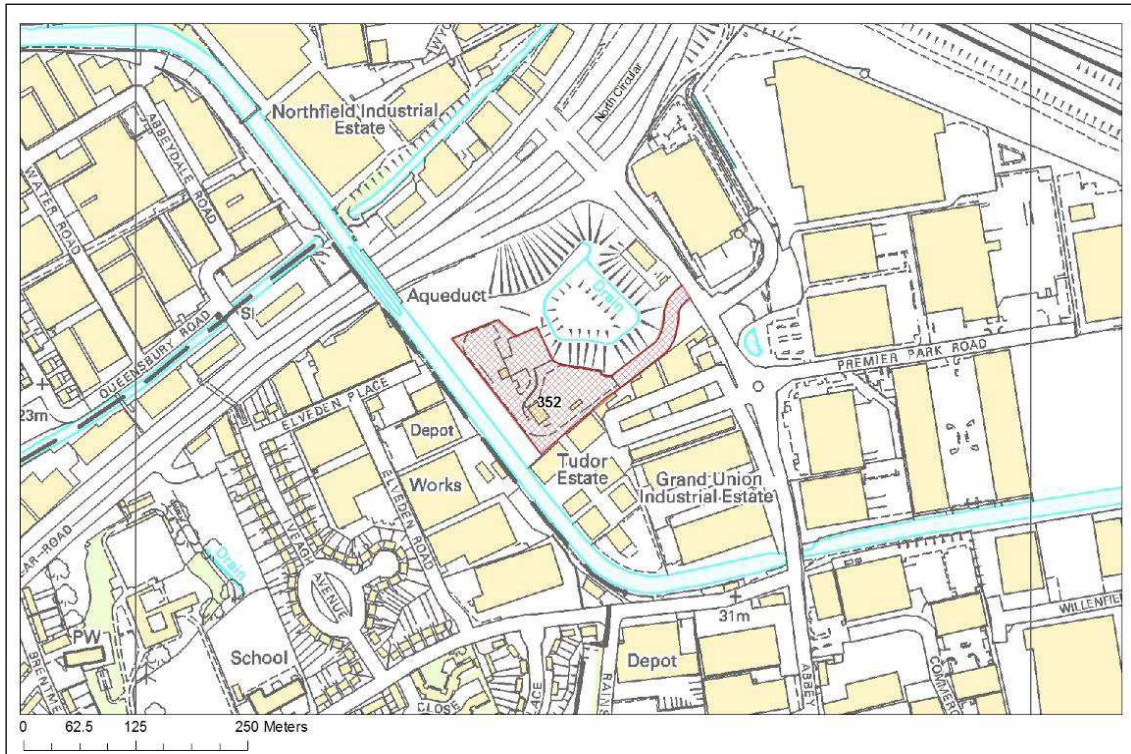 Northfield Industrial
Estate
North Circular
ABBEYDALE ROAD
WATER ROAD
Aqueduct
Drain
QUEENSBURY ROAD
SI
ELVEDEN PLACE
PREMIER PARK ROAD
23m
352
Depot
Works
ELVEDEN ROAD
Tudor
Estate
Grand Union
Industrial Estate
Drain
AVENUE
PW
School
31m
Depot
ABBEY
CLOSE
0 62.5 125 250 Meters